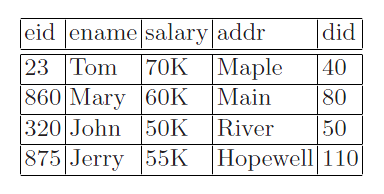 eid ename salary addr did
23 Tom 70K Maple 40
860 Mary 60K Main 80
320 John 50K River 50
875 Jerry 55K Hopewell 110